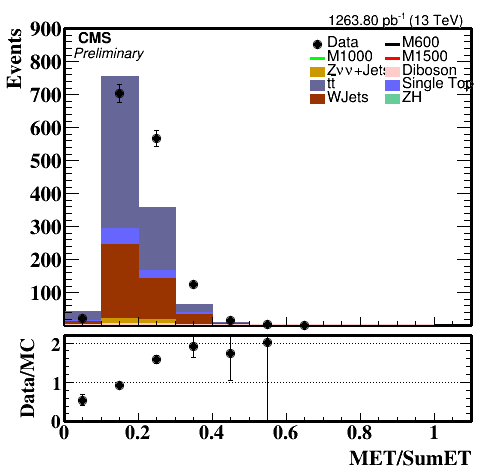 1263.80 pb⁻¹ (13 TeV)
CMS
Preliminary
Data
M600
M1000
M1500
Zνν+Jets
Diboson
tt
Single Top
WJets
ZH
Events
900
800
700
600
500
400
300
200
100
Data/MC
2
1
0
0 0.2 0.4 0.6 0.8 1
MET/SumET